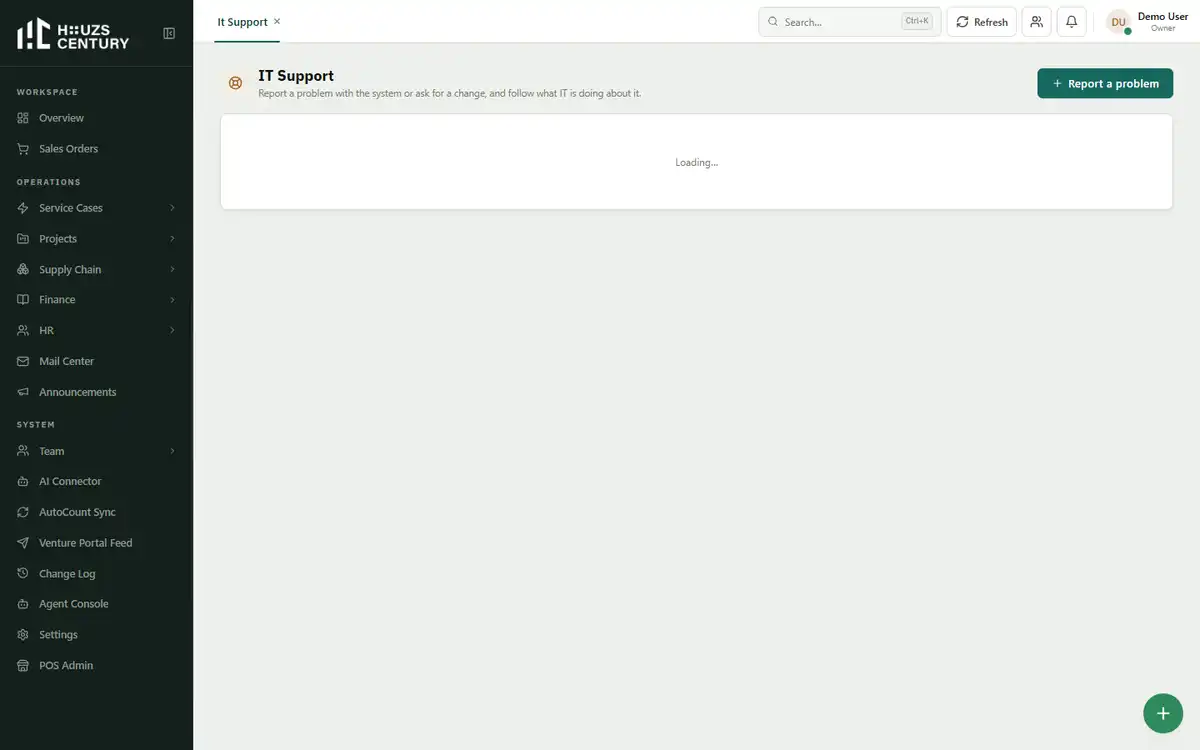 HOUZS
CENTURY
WORKSPACE
Overview
Sales Orders
OPERATIONS
Service Cases
Projects
Supply Chain
Finance
HR
Mail Center
Announcements
SYSTEM
Team
AI Connector
AutoCount Sync
Venture Portal Feed
Change Log
Agent Console
Settings
POS Admin
It Support ×
Search...
Ctrl+K
Refresh
DU
Demo User
Owner
IT Support
Report a problem with the system or ask for a change, and follow what IT is doing about it.
+ Report a problem
Loading...
+